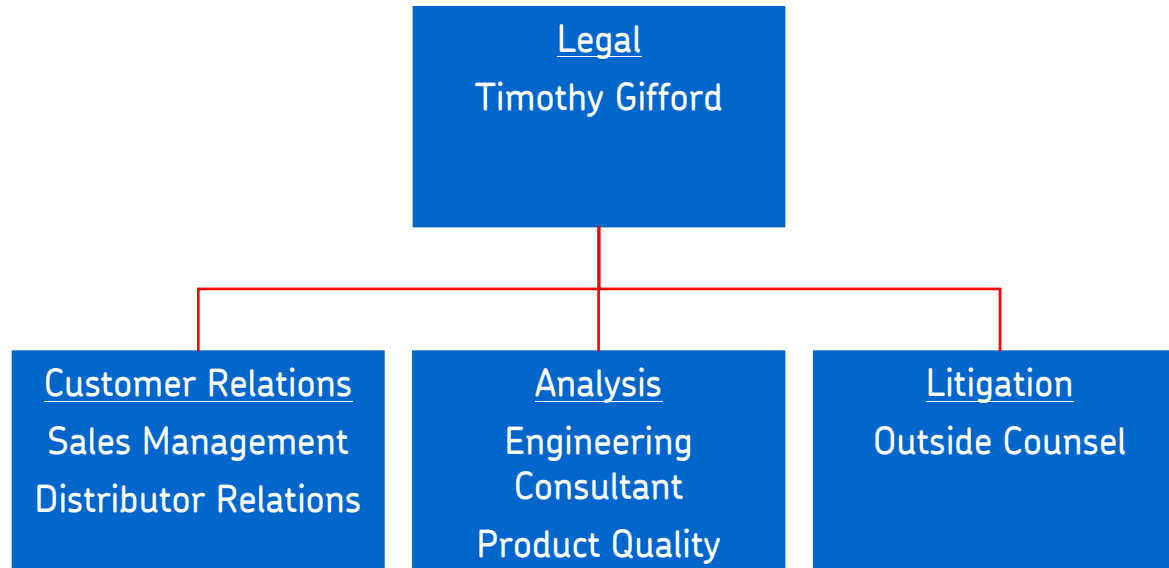 Legal
Timothy Gifford
Customer Relations
Sales Management
Distributor Relations
Analysis
Engineering
Consultant
Product Quality
Litigation
Outside Counsel